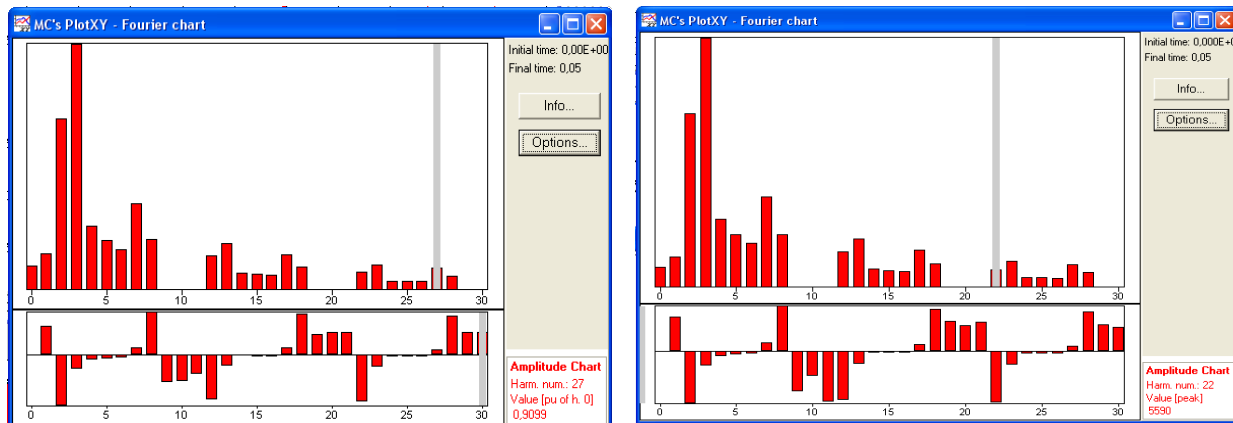 MC's PlotXY - Fourier chart
Initial time: 0,00E+00
Final time: 0,05
Info...
Options...
0 5 10 15 20 25 30
0 5 10 15 20 25 30
Amplitude Chart
Harm. num.: 27
Value [pu of h. 0]
0,9099
MC's PlotXY - Fourier chart
Initial time: 0,000E+0
Final time: 0,05
Info...
Options...
0 5 10 15 20 25 30
0 5 10 15 20 25 30
Amplitude Chart
Harm. num.: 22
Value [peak]
5590